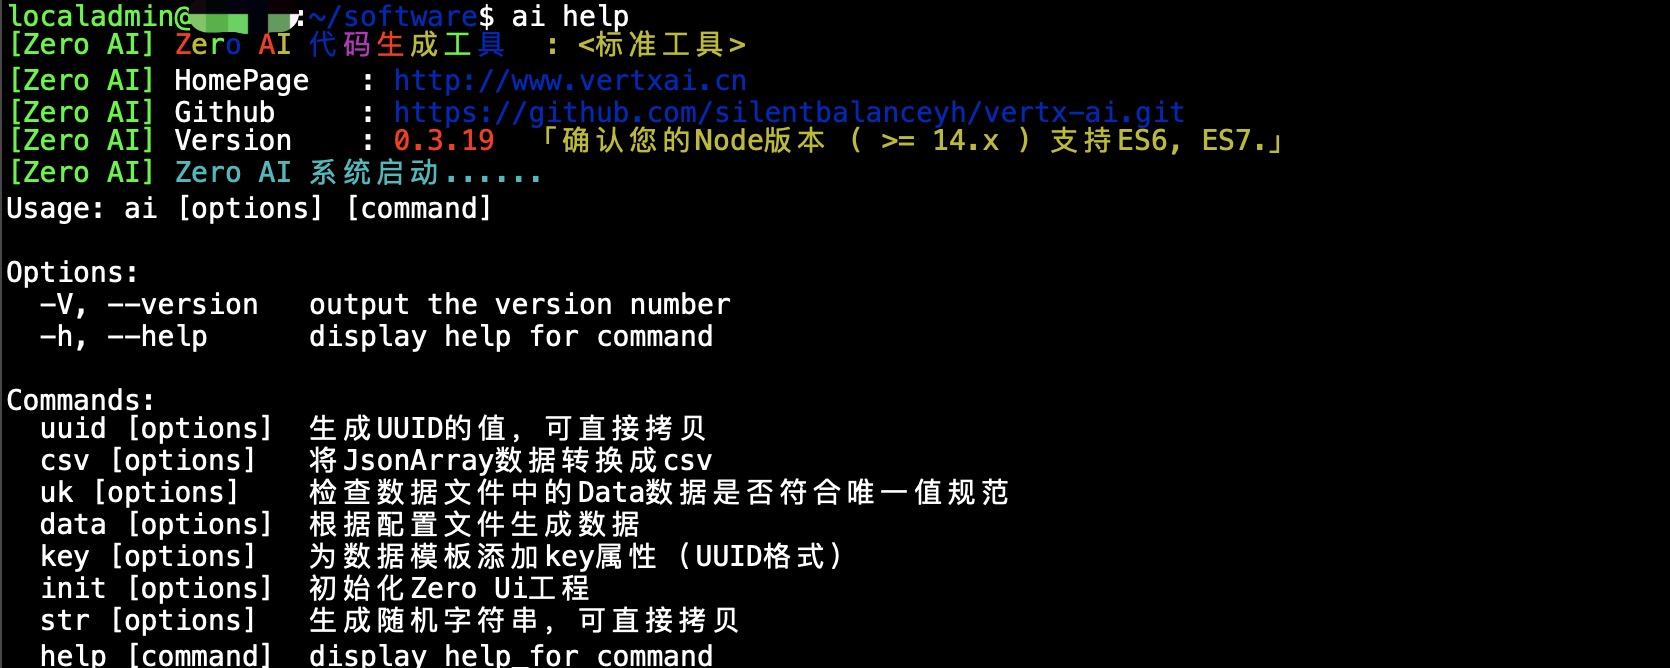 localadmin@ :~/software$ ai help
[Zero AI] Zero AI 代码生成工具 : <标准工具>
[Zero AI] HomePage : http://www.vertxai.cn
[Zero AI] Github : https://github.com/silentbalanceyh/vertx-ai.git
[Zero AI] Version : 0.3.19 「确认您的Node版本 ( >= 14.x ) 支持ES6, ES7.」
[Zero AI] Zero AI 系统启动......
Usage: ai [options] [command]
Options:
-V, --version output the version number
-h, --help display help for command
Commands:
uuid [options] 生成UUID的值, 可直接拷贝
csv [options] 将JsonArray数据转换成csv
uk [options] 检查数据文件中的Data数据是否符合唯一值规范
data [options] 根据配置文件生成数据
key [options] 为数据模板添加key属性 (UUID格式)
init [options] 初始化Zero Ui工程
str [options] 生成随机字符串, 可直接拷贝
help [command] display help for command